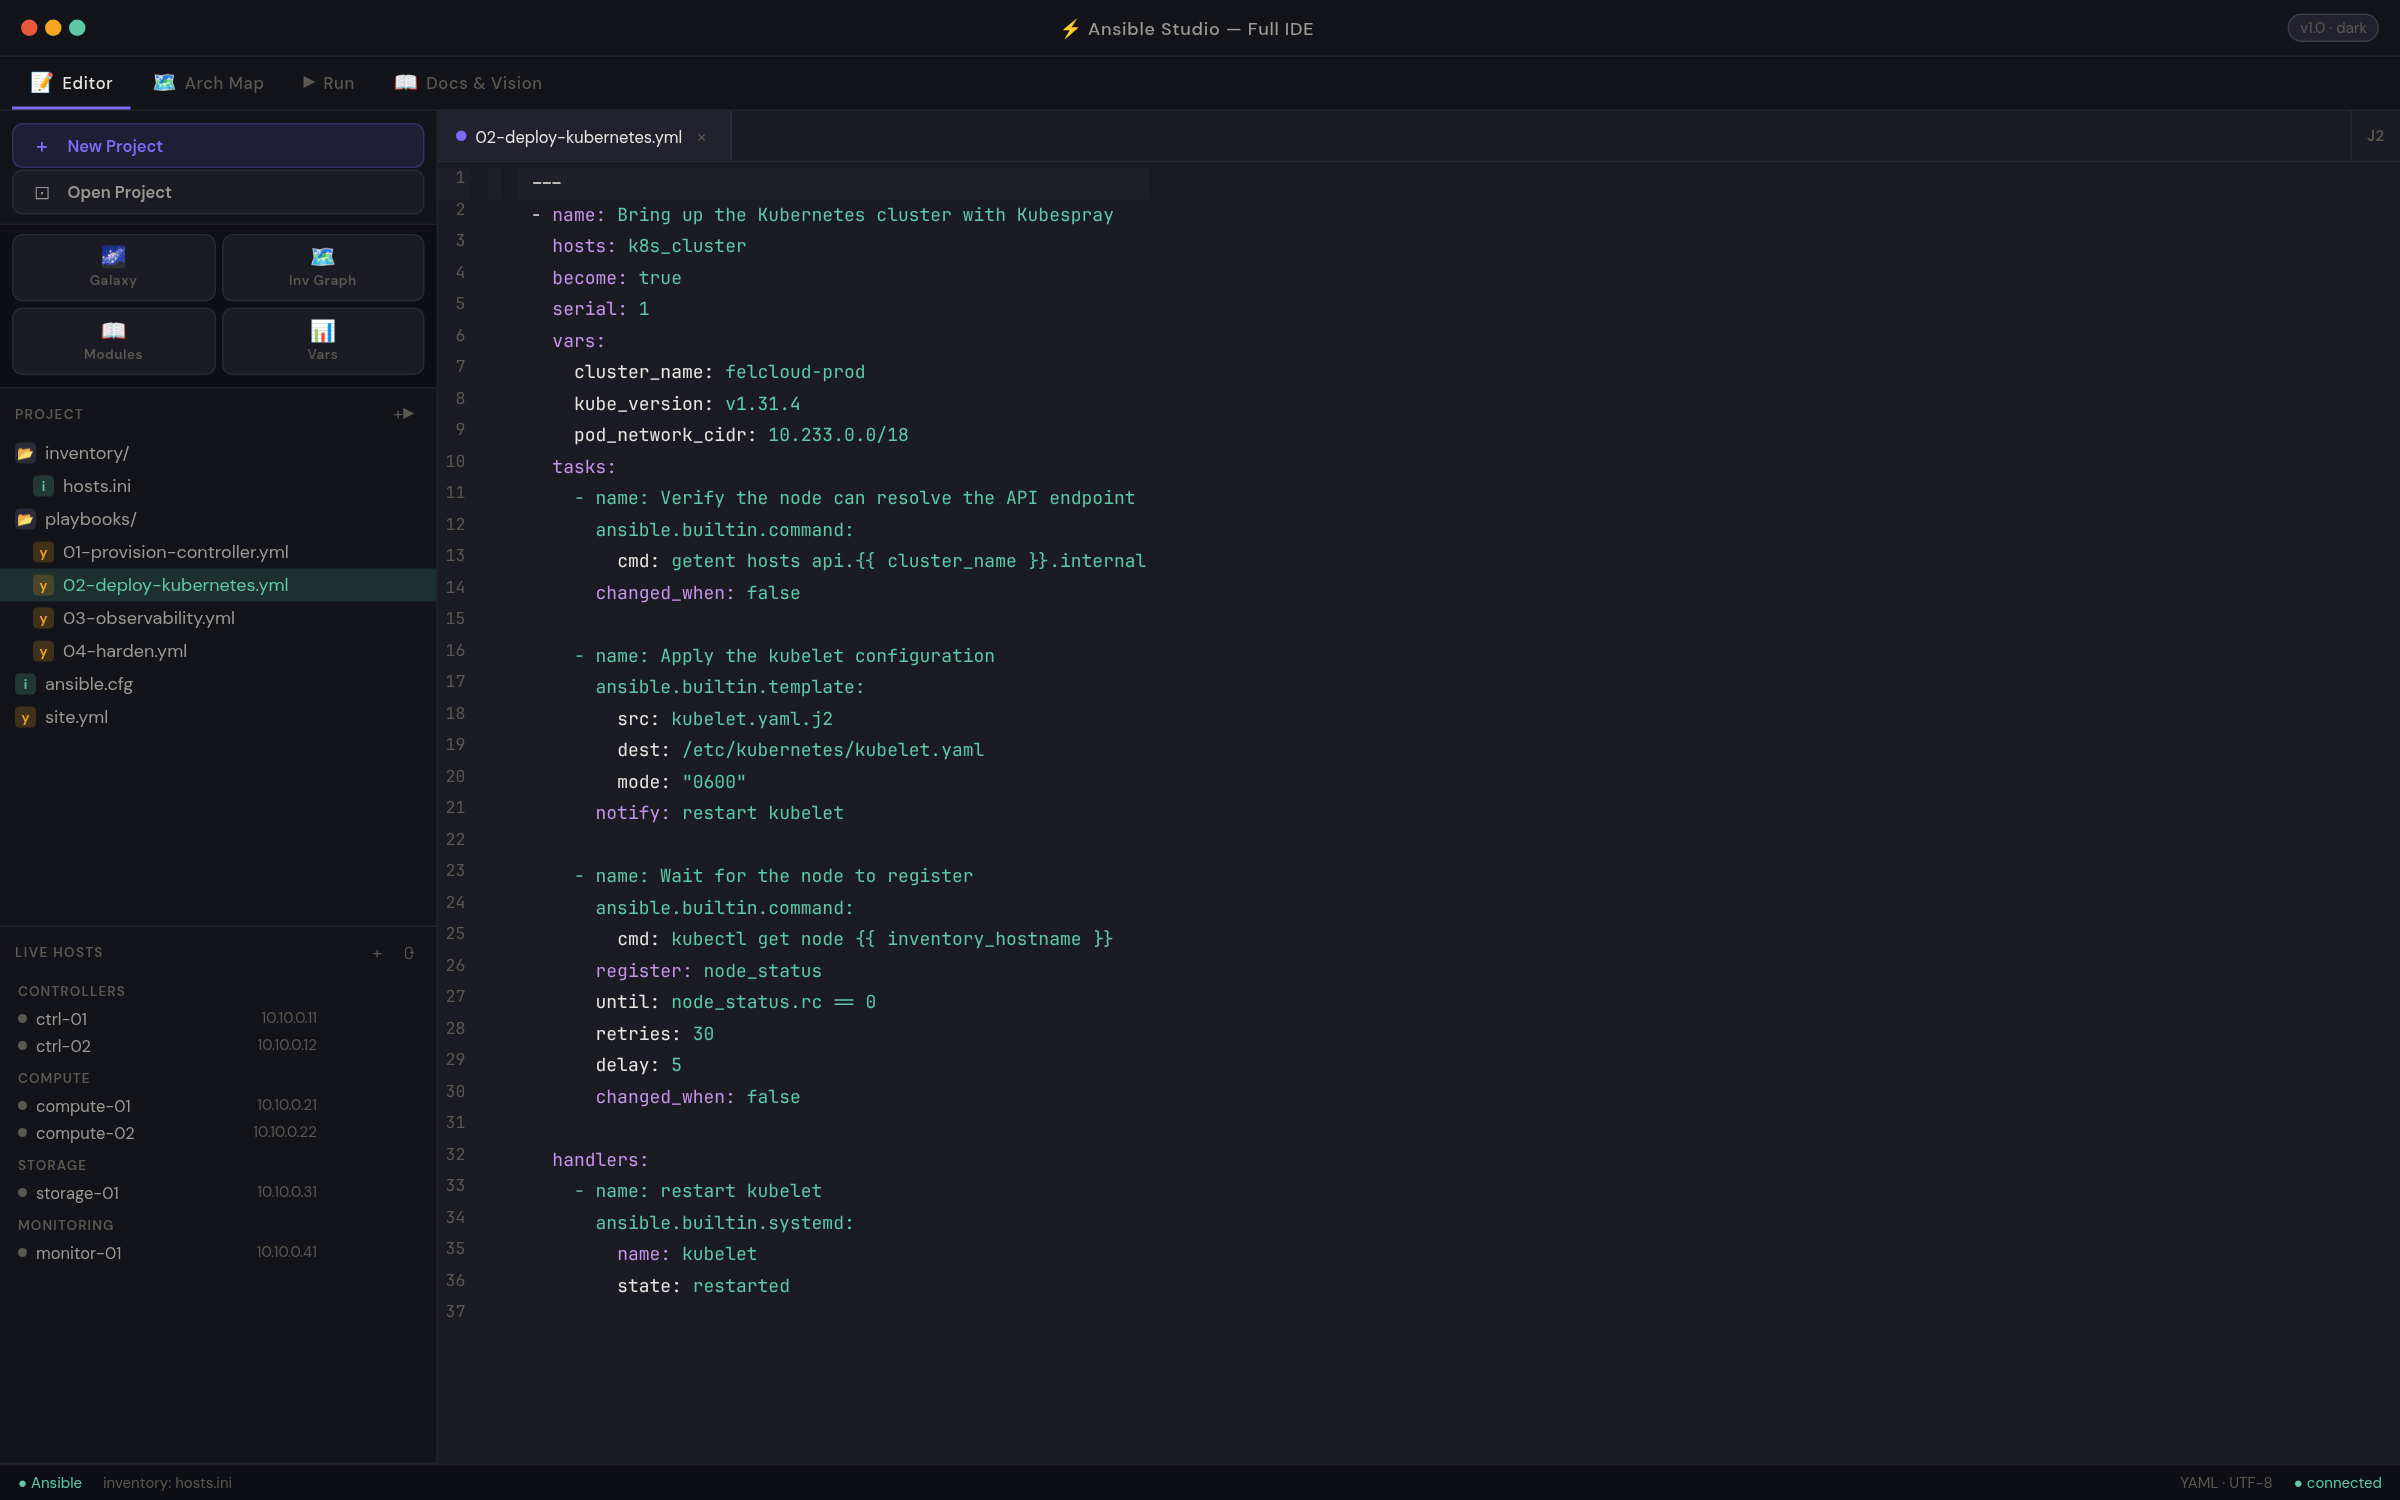 ⚡ Ansible Studio — Full IDE
v1.0 · dark
📝 Editor
🗺️ Arch Map
▶ Run
📖 Docs & Vision
+ New Project
⊡ Open Project
Galaxy
Inv Graph
Modules
Vars
PROJECT
+▶
inventory/
i hosts.ini
playbooks/
y 01-provision-controller.yml
y 02-deploy-kubernetes.yml
y 03-observability.yml
y 04-harden.yml
i ansible.cfg
y site.yml
LIVE HOSTS
+
CONTROLLERS
ctrl-01 10.10.0.11
ctrl-02 10.10.0.12
COMPUTE
compute-01 10.10.0.21
compute-02 10.10.0.22
STORAGE
storage-01 10.10.0.31
MONITORING
monitor-01 10.10.0.41
02-deploy-kubernetes.yml ×
J2
1 ---
2 - name: Bring up the Kubernetes cluster with Kubespray
3   hosts: k8s_cluster
4   become: true
5   serial: 1
6   vars:
7     cluster_name: felcloud-prod
8     kube_version: v1.31.4
9     pod_network_cidr: 10.233.0.0/18
10   tasks:
11     - name: Verify the node can resolve the API endpoint
12       ansible.builtin.command:
13         cmd: getent hosts api.{{ cluster_name }}.internal
14       changed_when: false
15
16     - name: Apply the kubelet configuration
17       ansible.builtin.template:
18         src: kubelet.yaml.j2
19         dest: /etc/kubernetes/kubelet.yaml
20         mode: "0600"
21       notify: restart kubelet
22
23     - name: Wait for the node to register
24       ansible.builtin.command:
25         cmd: kubectl get node {{ inventory_hostname }}
26       register: node_status
27       until: node_status.rc == 0
28       retries: 30
29       delay: 5
30       changed_when: false
31
32   handlers:
33     - name: restart kubelet
34       ansible.builtin.systemd:
35         name: kubelet
36         state: restarted
37
● Ansible
inventory: hosts.ini
YAML · UTF-8
● connected